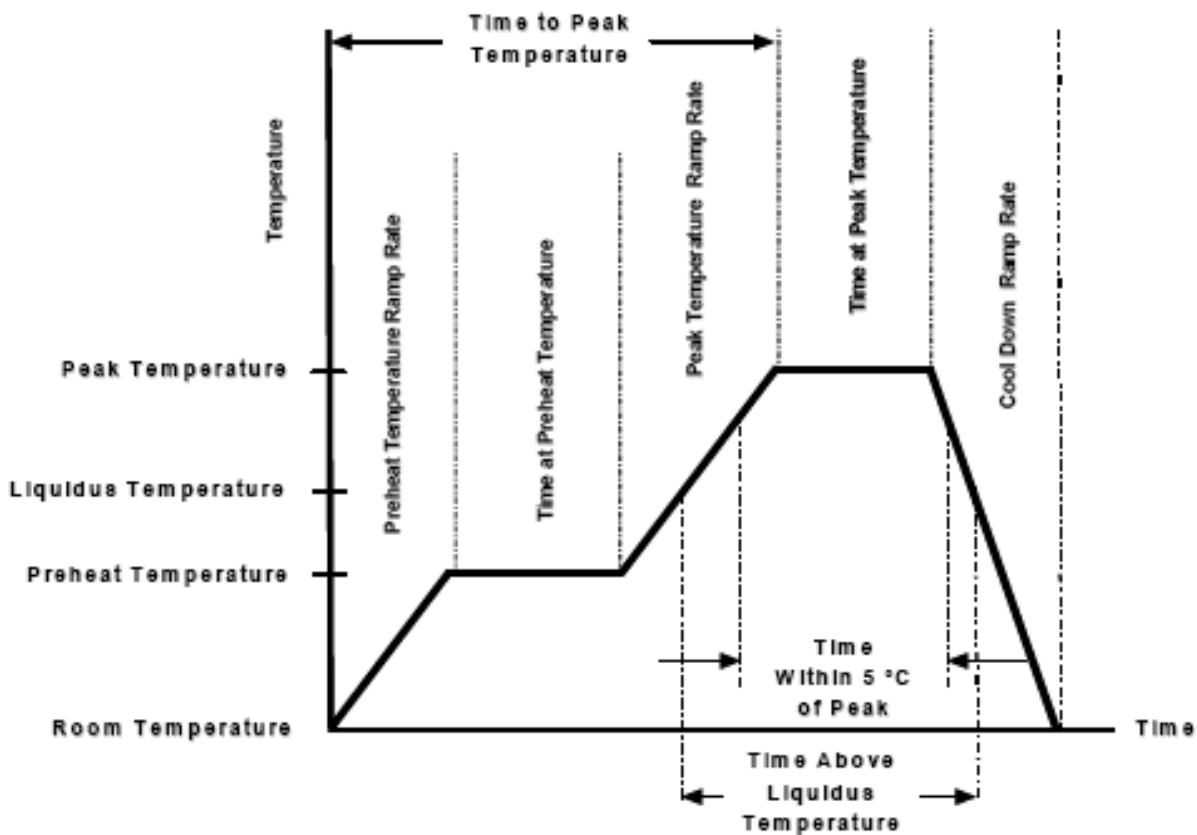 Time to Peak
Temperature
Temperature
Preheat Temperature Ramp Rate
Time at Preheat Temperature
Peak Temperature Ramp Rate
Time at Peak Temperature
Cool Down Ramp Rate
Peak Temperature
Liquidus Temperature
Preheat Temperature
Room Temperature
Time
Within 5 °C
of Peak
Time
Time Above
Liquidus
Temperature